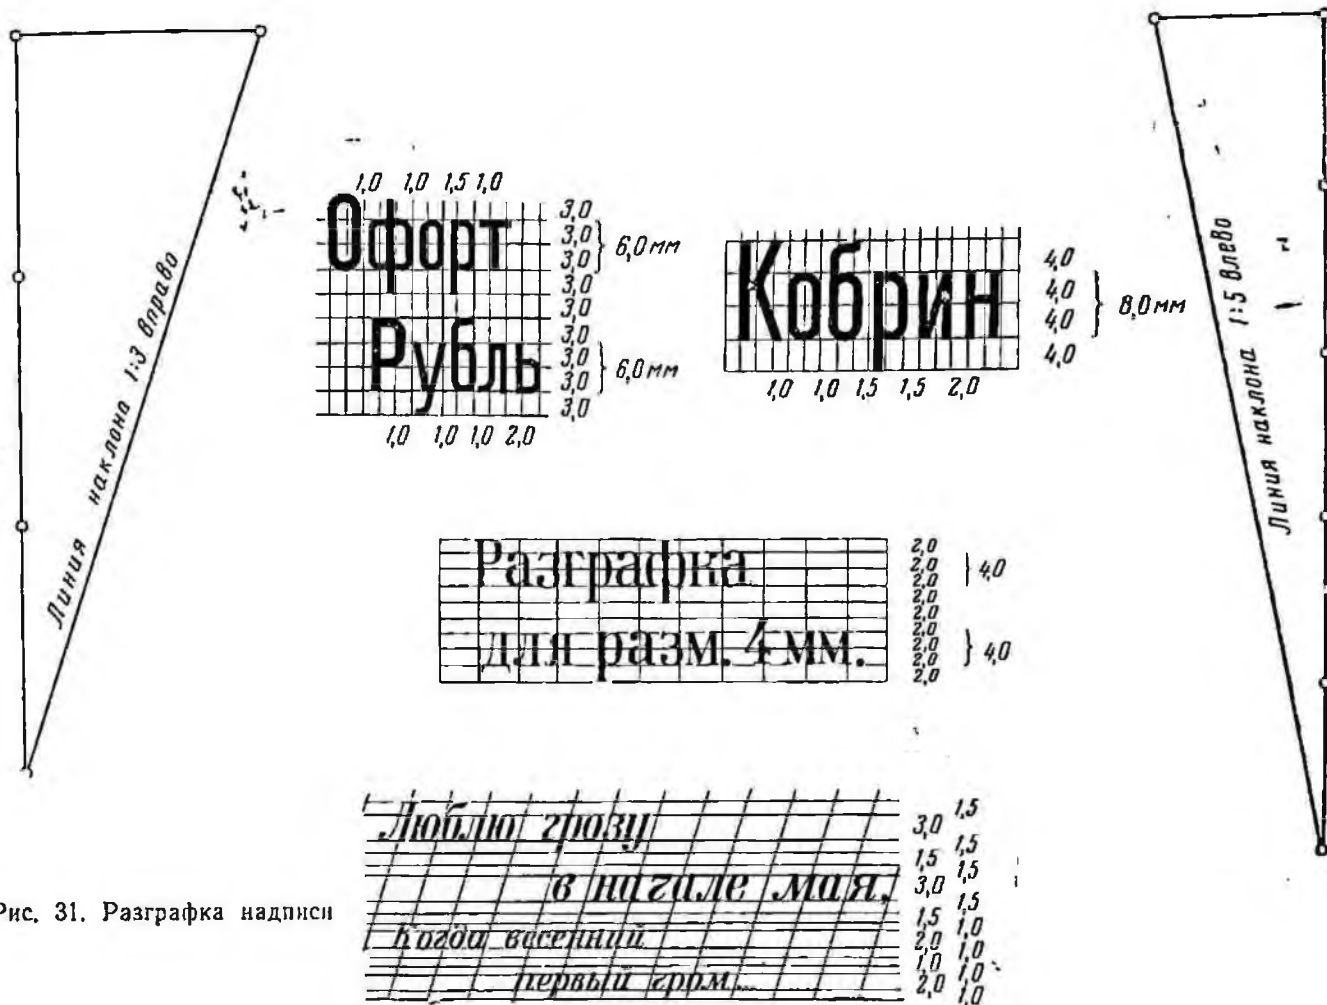 Линия наклона 1:3 вправо
1,0 1,0 1,5 1,0
Офорт
3,0
3,0
3,0
6,0 мм
3,0
3,0
3,0
Рубль
3,0
3,0
6,0 мм
3,0
1,0 1,0 1,0 2,0
Кобрин
4,0
4,0
4,0
8,0 мм
4,0
1,0 1,0 1,5 1,5 2,0
Линия наклона 1:5 влево
Разграфка
2,0
2,0
2,0
4,0
2,0
2,0
для разм. 4 мм.
2,0
2,0
2,0
2,0
4,0
Люблю грозу
3,0 1,5
1,5 1,5
в начале мая,
3,0 1,5
1,5 1,5
Когда весенний
2,0 1,0
1,0 1,0
первый гром...
2,0 1,0
1,0
Рис. 31. Разграфка надписи